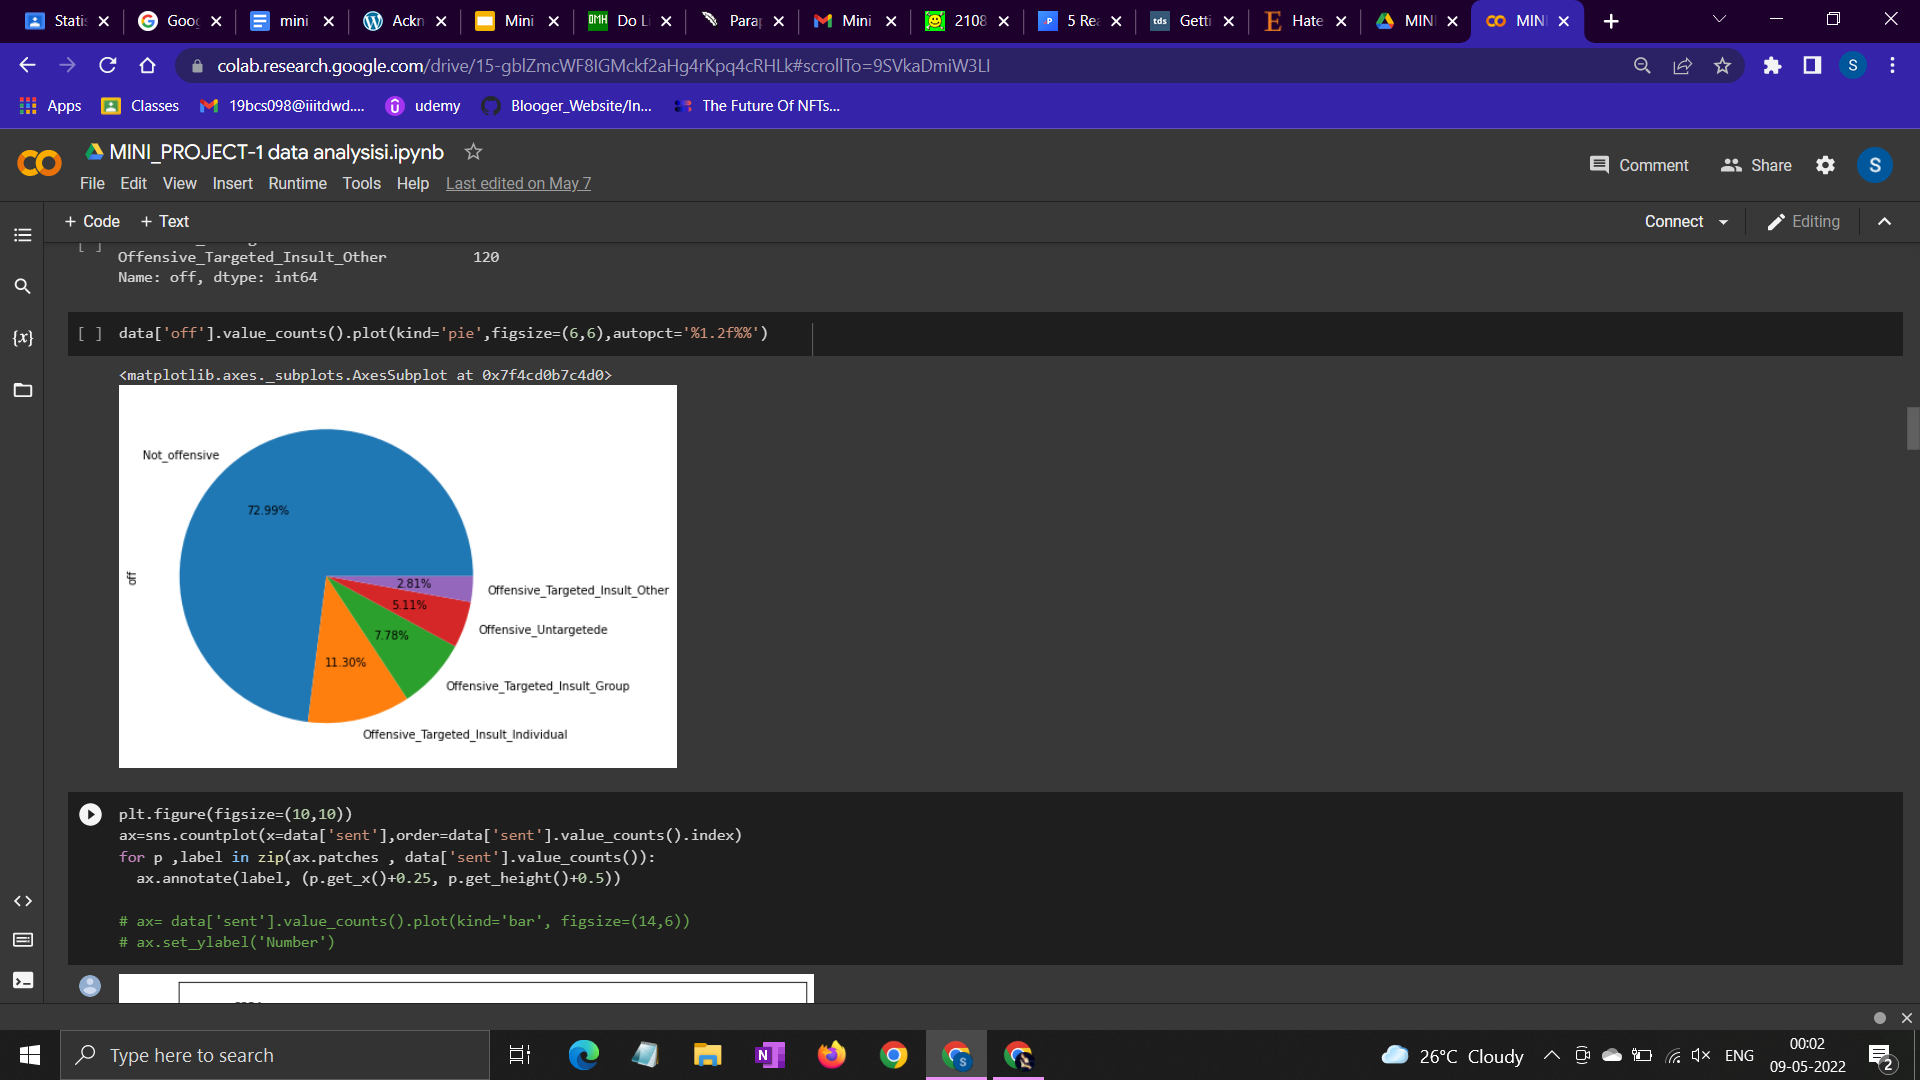 Stati
Goog
mini
Ackn
Mini
DMH Do Li
Parap
Mini
2108
5 Rea
tds Getti
Hate
MINI
MINI
colab.research.google.com/drive/15-gblZmcWF8IGMckf2aHg4rKpq4cRHLk#scrollTo=9SVkaDmiW3LI
S
Apps
Classes
19bcs098@iiitdwd....
udemy
Blooger_Website/In...
The Future Of NFTs...
MINI_PROJECT-1 data analysisi.ipynb
Comment
Share
S
File Edit View Insert Runtime Tools Help Last edited on May 7
+ Code + Text
Connect
Editing
Offensive_Targeted_Insult_Other 120
Name: off, dtype: int64
[ ] data['off'].value_counts().plot(kind='pie',figsize=(6,6),autopct='%1.2f%%')
<matplotlib.axes._subplots.AxesSubplot at 0x7f4cd0b7c4d0>
Not_offensive
72.99%
off
2.81%
Offensive_Targeted_Insult_Other
5.11%
Offensive_Untargetede
7.78%
11.30%
Offensive_Targeted_Insult_Group
Offensive_Targeted_Insult_Individual
plt.figure(figsize=(10,10))
ax=sns.countplot(x=data['sent'],order=data['sent'].value_counts().index)
for p ,label in zip(ax.patches , data['sent'].value_counts()):
ax.annotate(label, (p.get_x()+0.25, p.get_height()+0.5))
# ax= data['sent'].value_counts().plot(kind='bar', figsize=(14,6))
# ax.set_ylabel('Number')
Type here to search
26°C Cloudy
ENG
00:02
09-05-2022
2